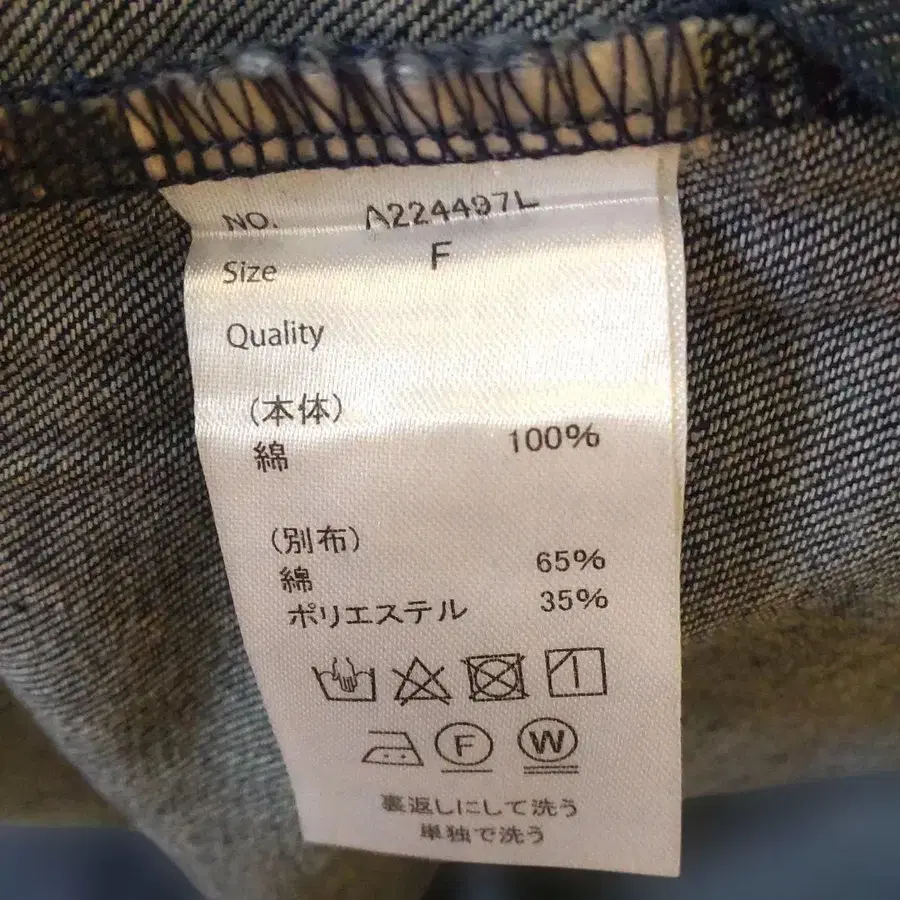 NO. A224497L
Size F
Quality
(本体)
綿 100%
(別布)
綿 65%
ポリエステル 35%
F W
裏返しにして洗う
単独で洗う